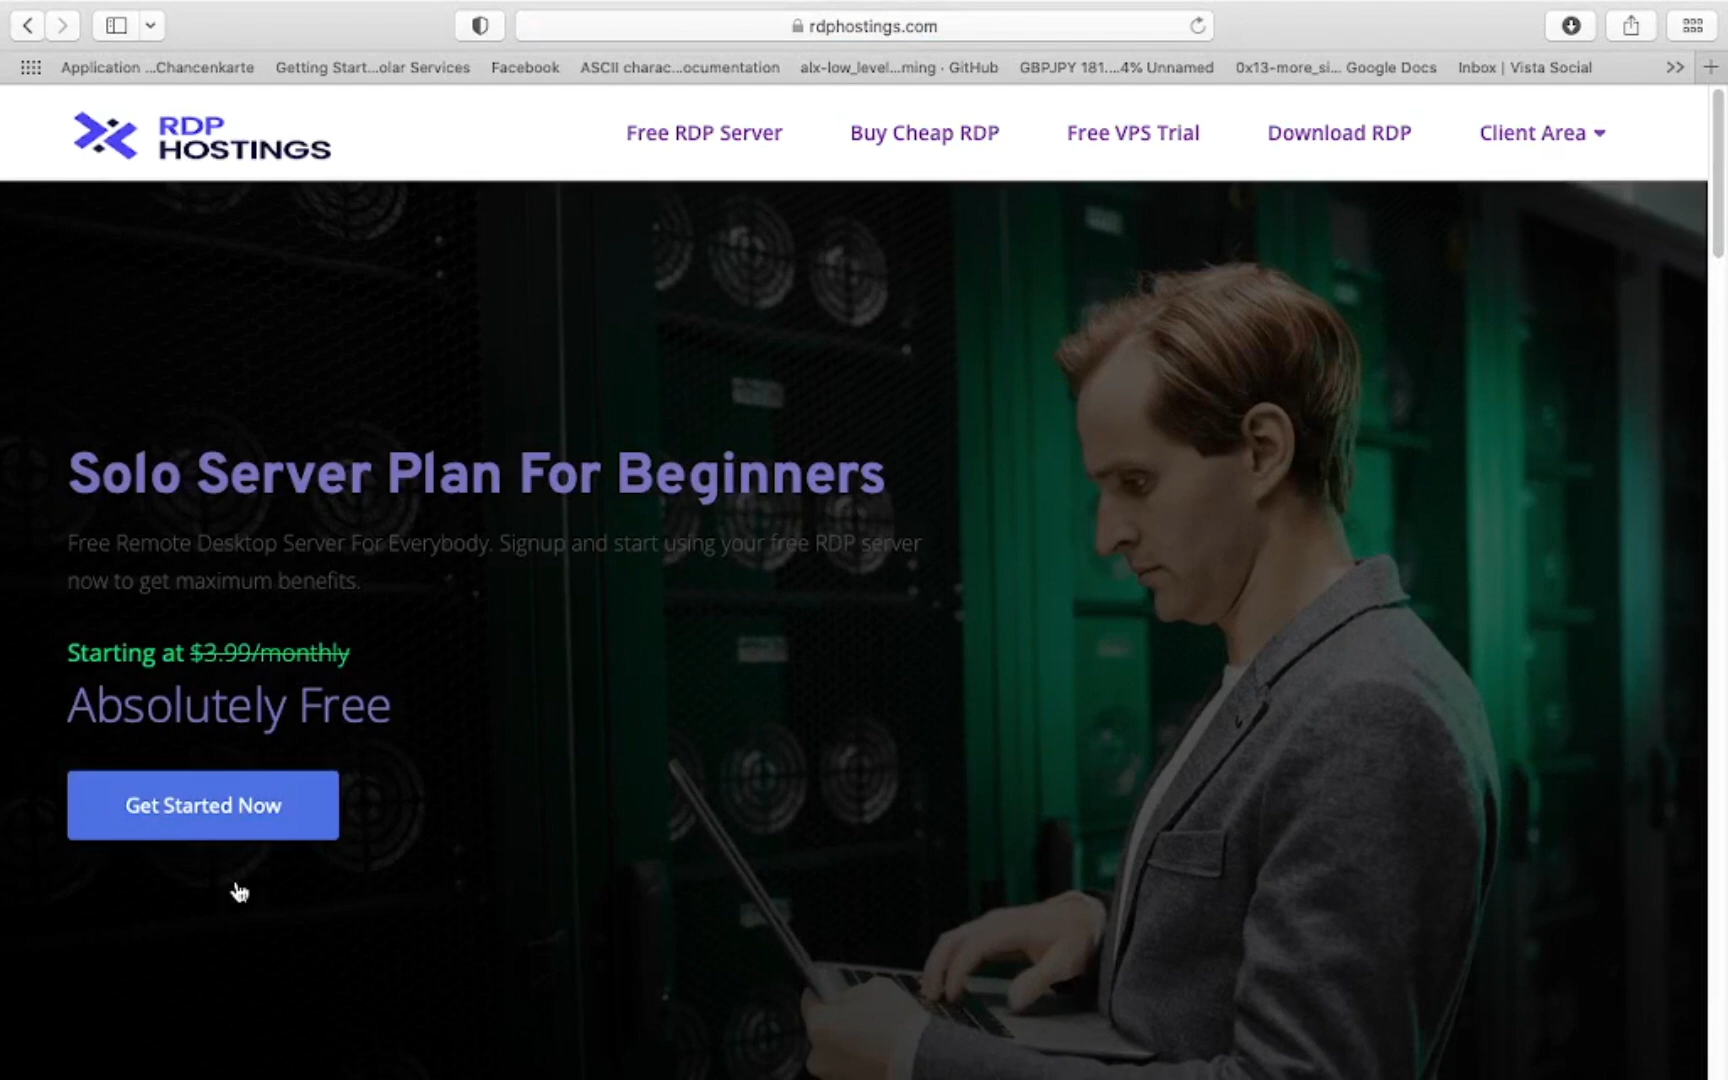 rdphostings.com
Application ...Chancenkarte
Getting Start...olar Services
Facebook
ASCII charac...ocumentation
alx-low_level...ming · GitHub
GBPJPY 181....4% Unnamed
0x13-more_si... Google Docs
Inbox | Vista Social
RDP
HOSTINGS
Free RDP Server
Buy Cheap RDP
Free VPS Trial
Download RDP
Client Area
Solo Server Plan For Beginners
Free Remote Desktop Server For Everybody. Signup and start using your free RDP server
now to get maximum benefits.
Starting at $3.99/monthly
Absolutely Free
Get Started Now